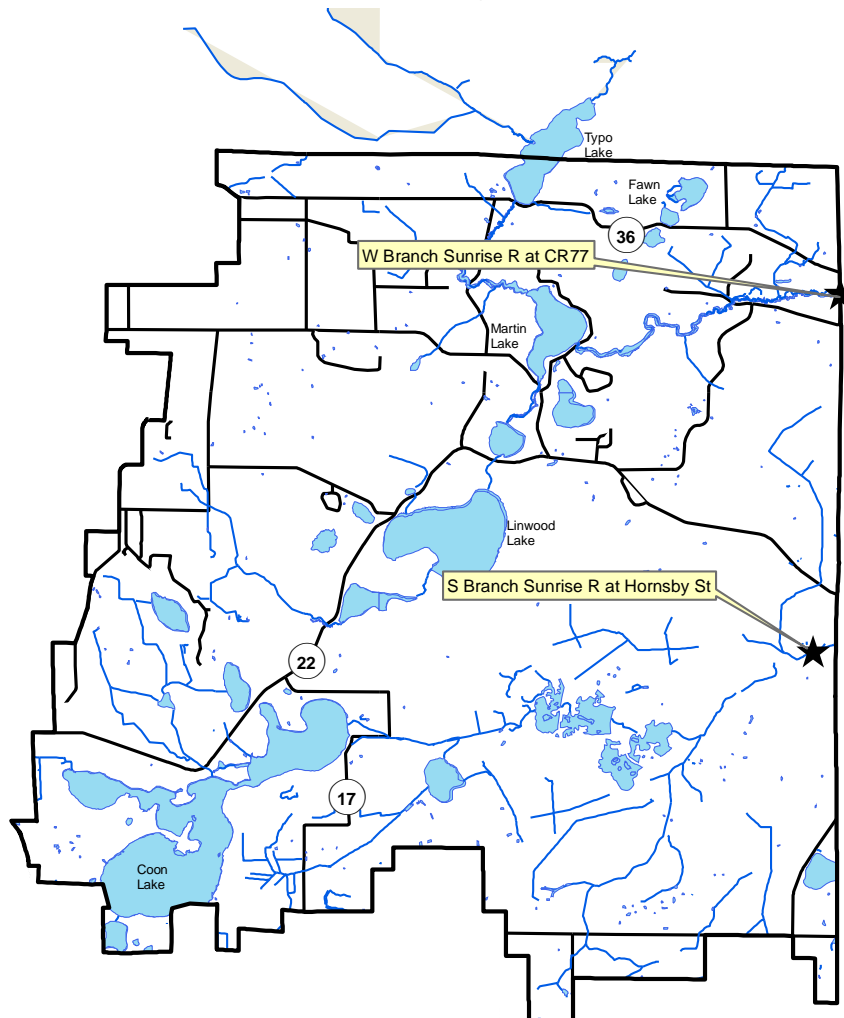 Typo
Lake
Fawn
Lake
36
W Branch Sunrise R at CR77
Martin
Lake
Linwood
Lake
S Branch Sunrise R at Hornsby St
22
17
Coon
Lake